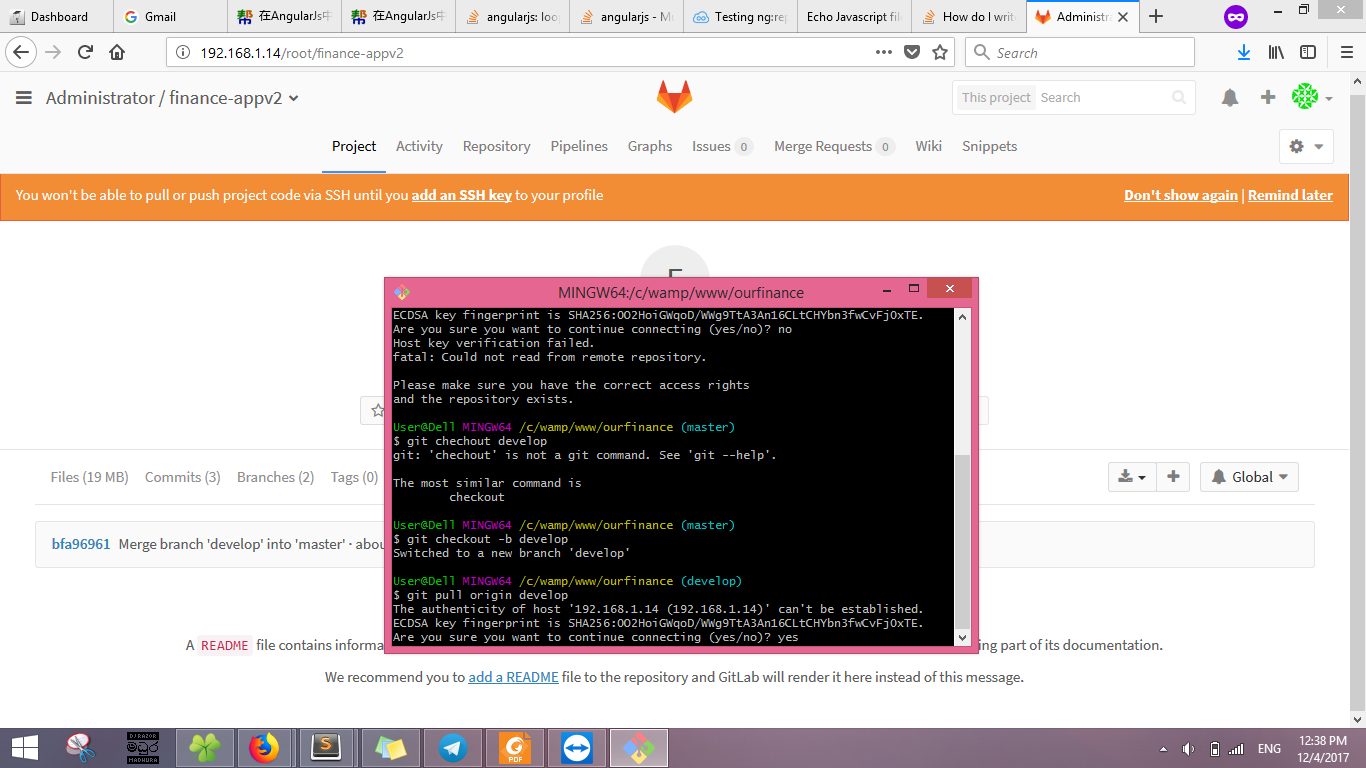 Dashboard
Gmail
在AngularJs中
在AngularJs中
angularjs: loo
angularjs - M
Testing ng:rep
Echo Javascript file
How do I write
Administra
192.168.1.14/root/finance-appv2
Search
Administrator / finance-appv2
This project Search
Project Activity Repository Pipelines Graphs Issues 0 Merge Requests 0 Wiki Snippets
You won't be able to pull or push project code via SSH until you add an SSH key to your profile
Don't show again | Remind later
MINGW64:/c/wamp/www/ourfinance
ECDSA key fingerprint is SHA256:OO2HoiGWqoD/WWg9TtA3An16CLtCHYbn3fwCvFjOxTE.
Are you sure you want to continue connecting (yes/no)? no
Host key verification failed.
fatal: Could not read from remote repository.
Please make sure you have the correct access rights
and the repository exists.
User@Dell MINGW64 /c/wamp/www/ourfinance (master)
$ git chechout develop
git: 'chechout' is not a git command. See 'git --help'.
The most similar command is
checkout
User@Dell MINGW64 /c/wamp/www/ourfinance (master)
$ git checkout -b develop
Switched to a new branch 'develop'
User@Dell MINGW64 /c/wamp/www/ourfinance (develop)
$ git pull origin develop
The authenticity of host '192.168.1.14 (192.168.1.14)' can't be established.
ECDSA key fingerprint is SHA256:OO2HoiGWqoD/WWg9TtA3An16CLtCHYbn3fwCvFjOxTE.
Are you sure you want to continue connecting (yes/no)? yes
Files (19 MB) Commits (3) Branches (2) Tags (0)
Global
bfa96961 Merge branch 'develop' into 'master' · abou
A README file contains informa
ng part of its documentation.
We recommend you to add a README file to the repository and GitLab will render it here instead of this message.
DJ RAZOR
MADHURA
S
PDF
ENG
12:38 PM
12/4/2017